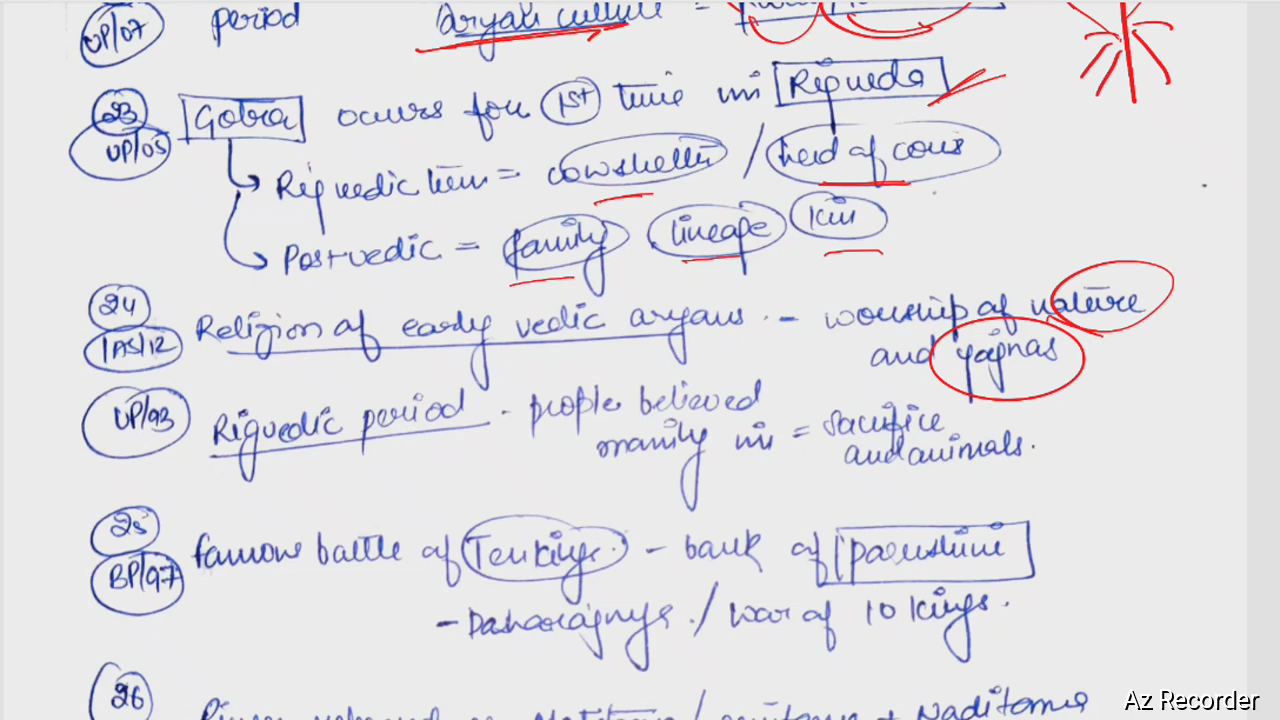 UP/07 period aryan culture =
23 Gotra occurs for 1st time in Rigveda
UP/05
Rigvedic term = cowshelter / herd of cows
Postvedic = family lineage kin
24 Religion of early vedic aryans - worship of nature
IAS/12 and yajnas
UP/93 Rigvedic period - people believed
mainly in = sacrifice
and animals.
25 famous battle of Ten kings - bank of Parushini
BP/97
- Dasharajnya / war of 10 kings.
26 Naditama
Az Recorder